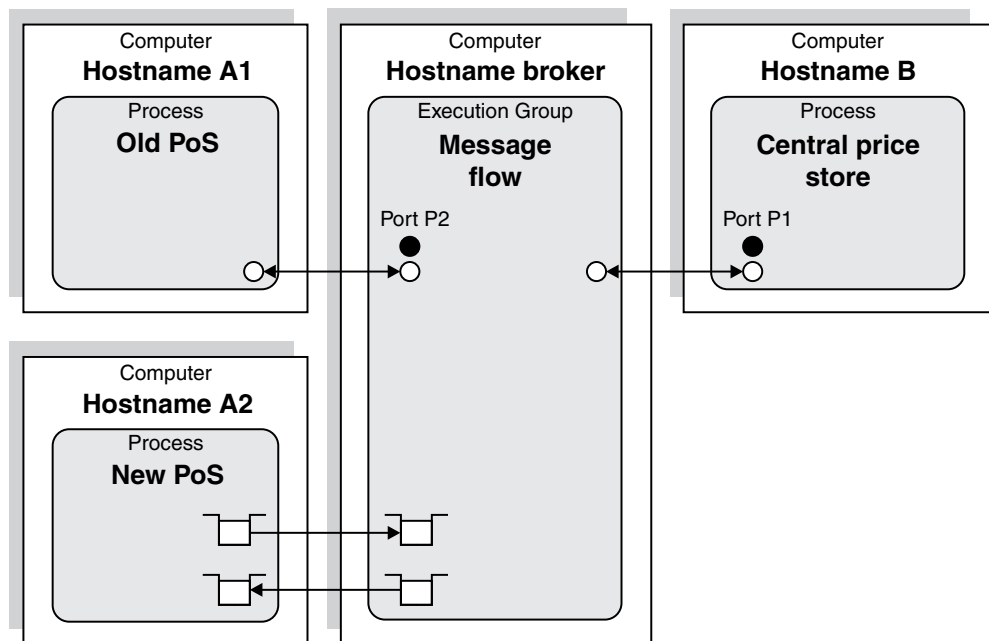 Computer
Hostname A1
Process
Old PoS
Computer
Hostname broker
Execution Group
Message
flow
Port P2
Computer
Hostname B
Process
Central price
store
Port P1
Computer
Hostname A2
Process
New PoS